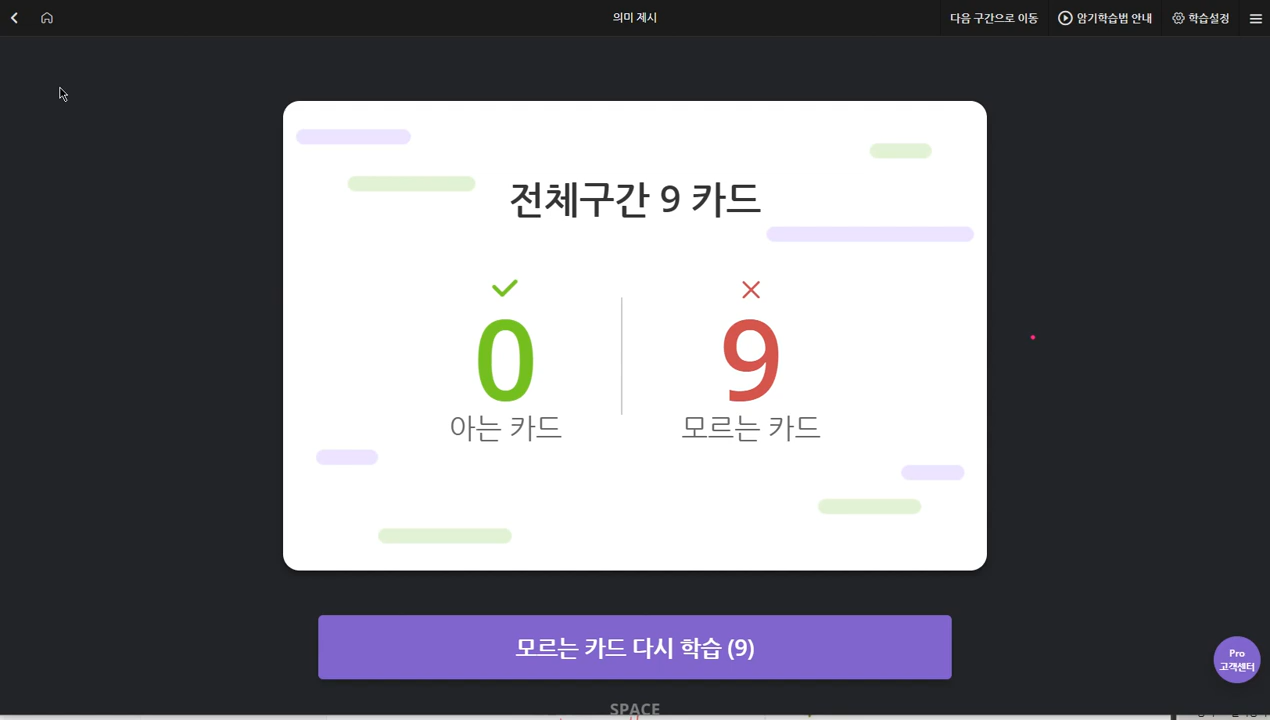 의미 제시
다음 구간으로 이동
암기학습법 안내
학습설정
전체구간 9 카드
0
아는 카드
9
모르는 카드
모르는 카드 다시 학습 (9)
SPACE
Pro
고객센터